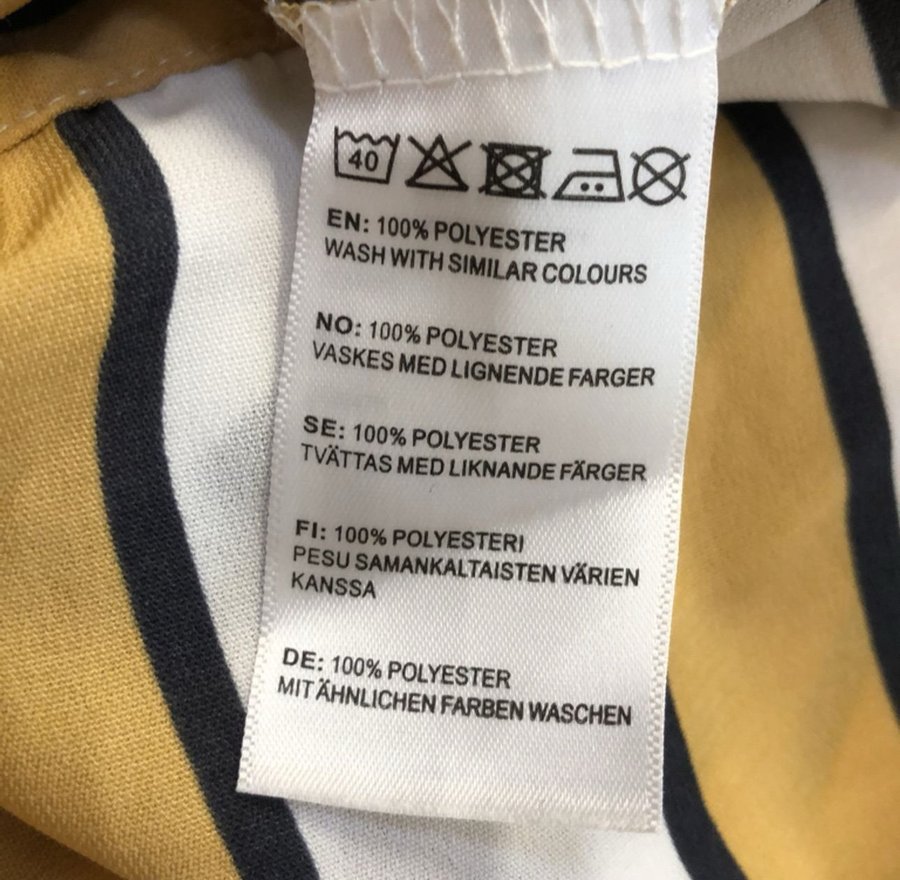 40
EN: 100% POLYESTER
WASH WITH SIMILAR COLOURS
NO: 100% POLYESTER
VASKES MED LIGNENDE FARGER
SE: 100% POLYESTER
TVÄTTAS MED LIKNANDE FÄRGER
FI: 100% POLYESTERI
PESU SAMANKALTAISTEN VÄRIEN
KANSSA
DE: 100% POLYESTER
MIT ÄHNLICHEN FARBEN WASCHEN